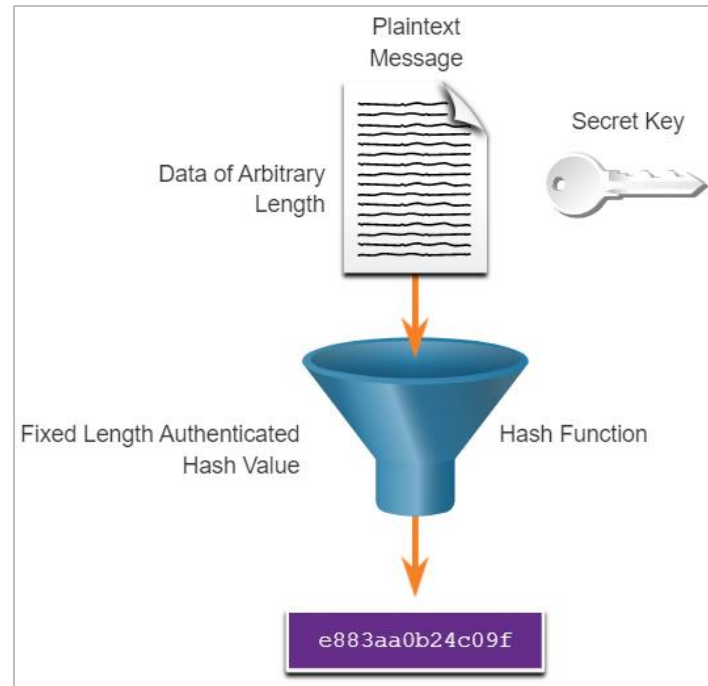 Plaintext
Message
Secret Key
Data of Arbitrary
Length
Fixed Length Authenticated
Hash Value
Hash Function
e883aa0b24c09f